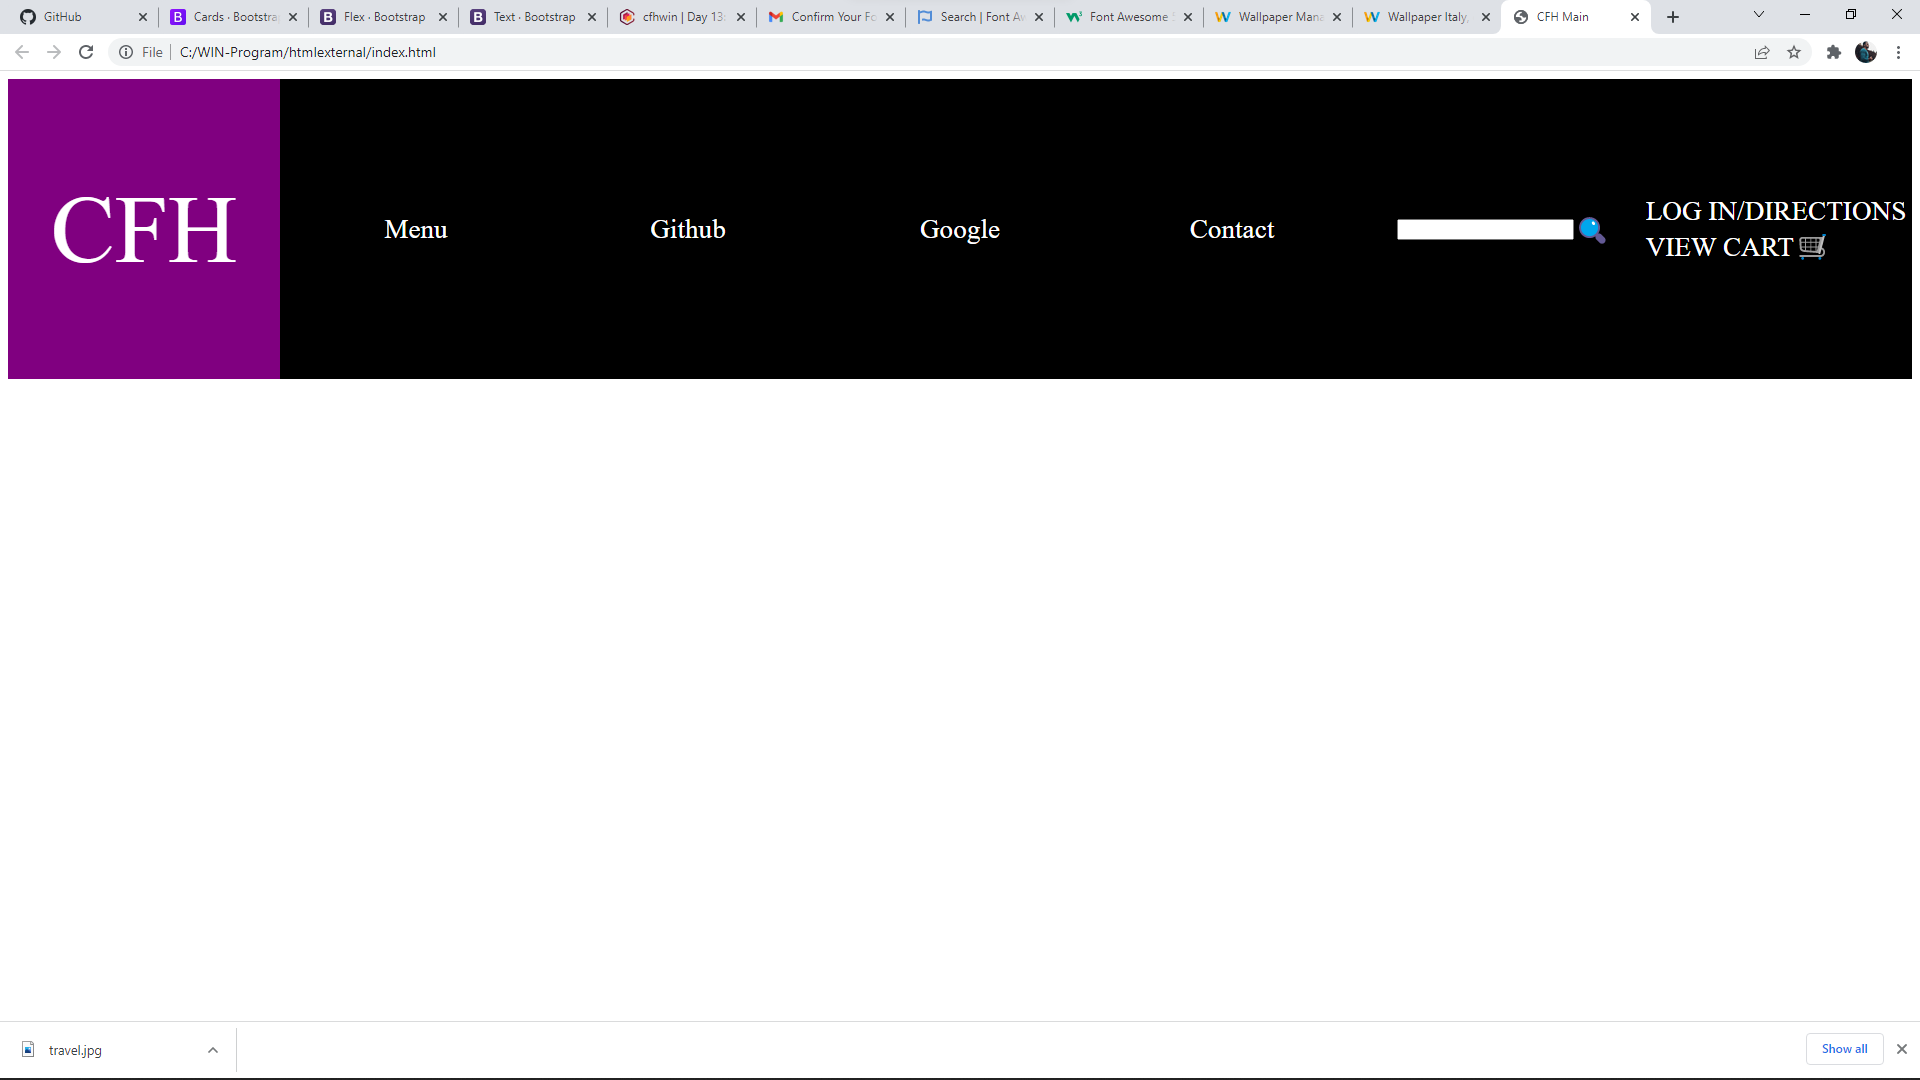 GitHub
Cards · Bootstra
Flex · Bootstrap
Text · Bootstrap
cfhwin | Day 13:
Confirm Your Fo
Search | Font Aw
Font Awesome
Wallpaper Mana
Wallpaper Italy,
CFH Main
File
C:/WIN-Program/htmlexternal/index.html
CFH
Menu
Github
Google
Contact
LOG IN/DIRECTIONS
VIEW CART
travel.jpg
Show all